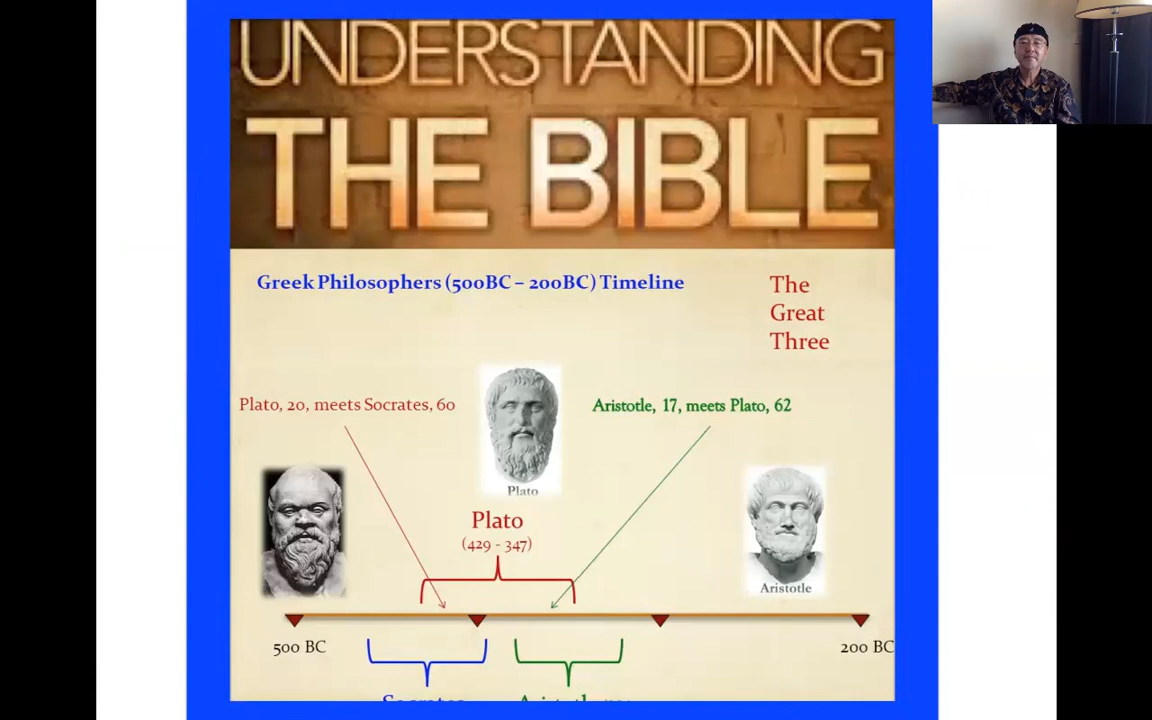 UNDERSTANDING
THE BIBLE
Greek Philosophers (500BC – 200BC) Timeline
The
Great
Three
Plato, 20, meets Socrates, 60
Aristotle, 17, meets Plato, 62
Plato
Plato
(429 - 347)
Aristotle
500 BC
200 BC
Socrates